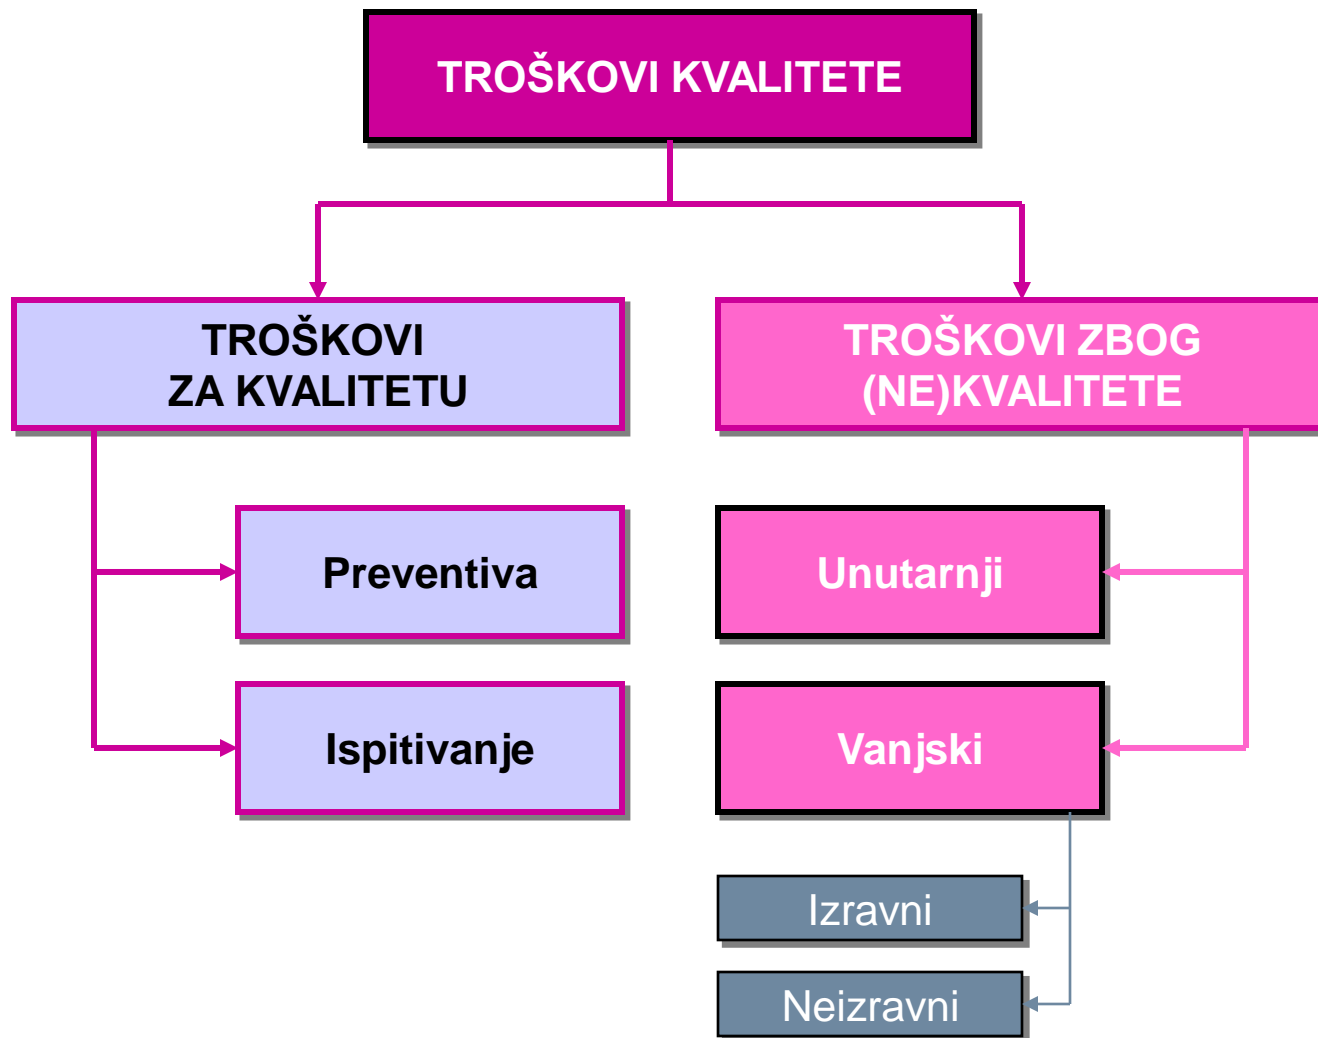 TROŠKOVI KVALITETE
TROŠKOVI
ZA KVALITETU
TROŠKOVI ZBOG
(NE)KVALITETE
Preventiva
Unutarnji
Ispitivanje
Vanjski
Izravni
Neizravni